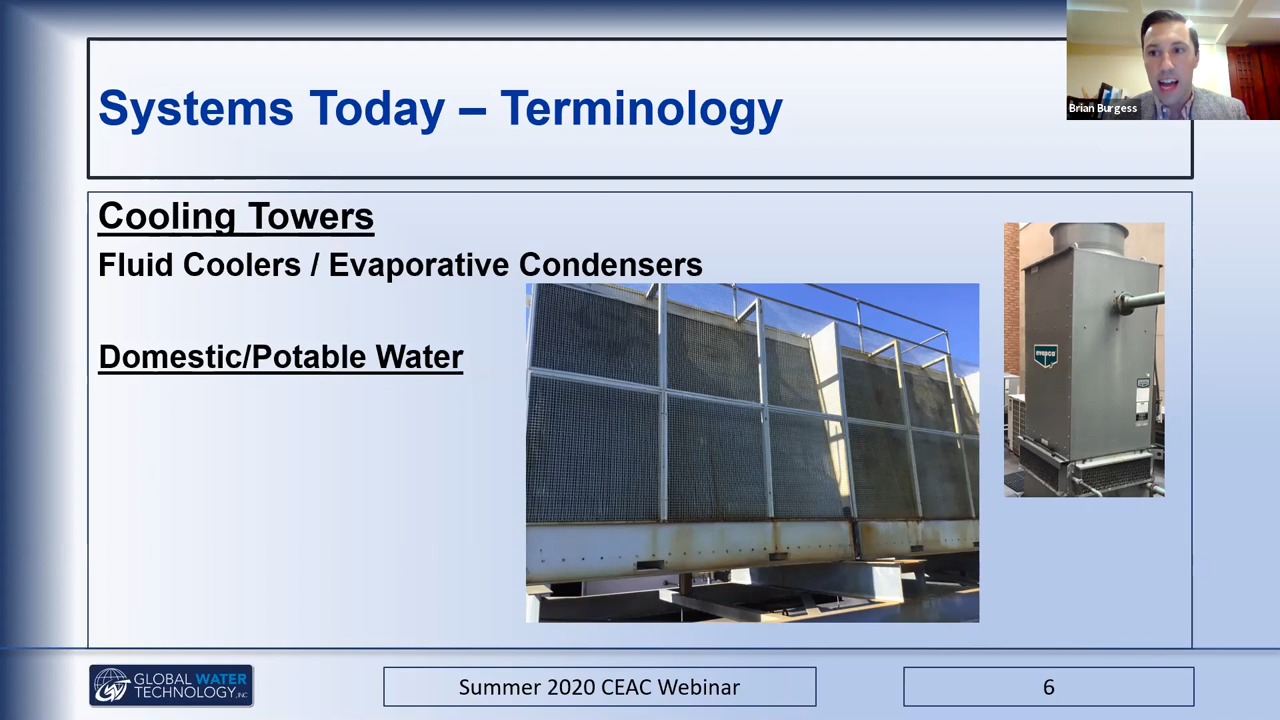 Systems Today – Terminology
Brian Burgess
Cooling Towers
Fluid Coolers / Evaporative Condensers
Domestic/Potable Water
evapco
GLOBAL WATER
TECHNOLOGY, INC
Summer 2020 CEAC Webinar
6